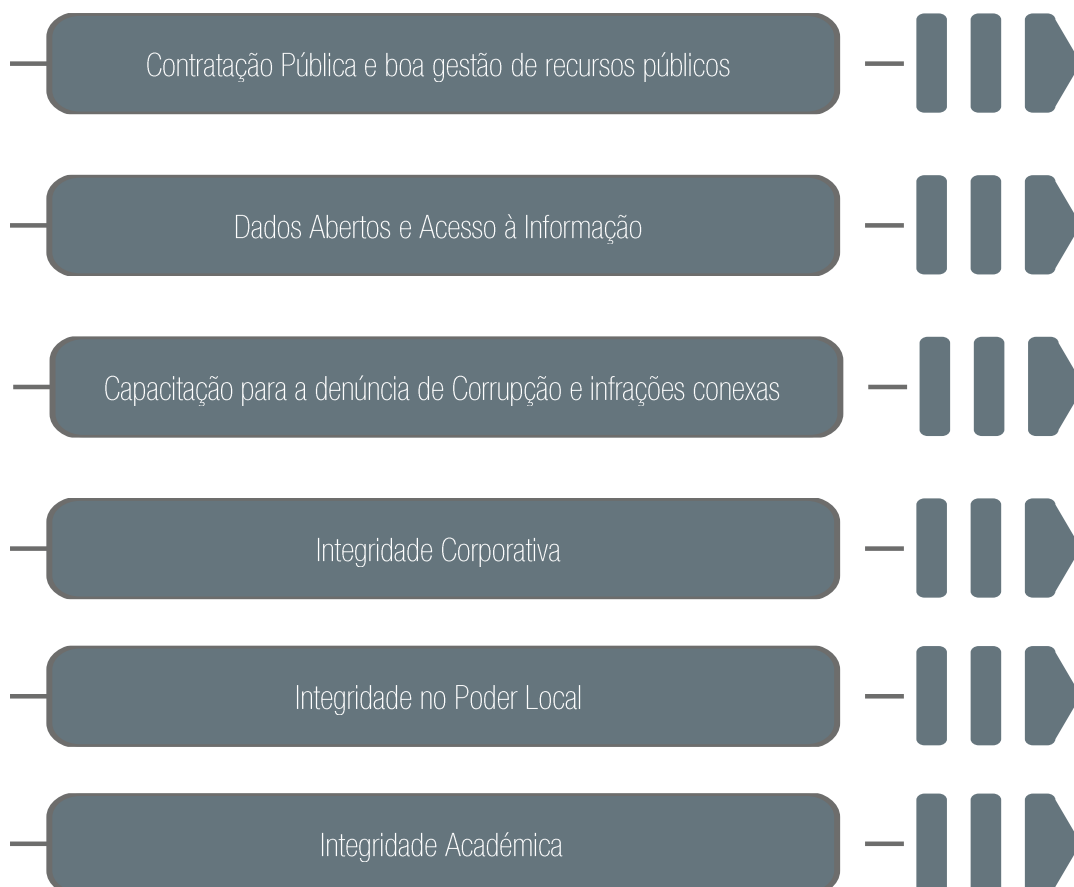 Contratação Pública e boa gestão de recursos públicos
Dados Abertos e Acesso à Informação
Capacitação para a denúncia de Corrupção e infrações conexas
Integridade Corporativa
Integridade no Poder Local
Integridade Académica